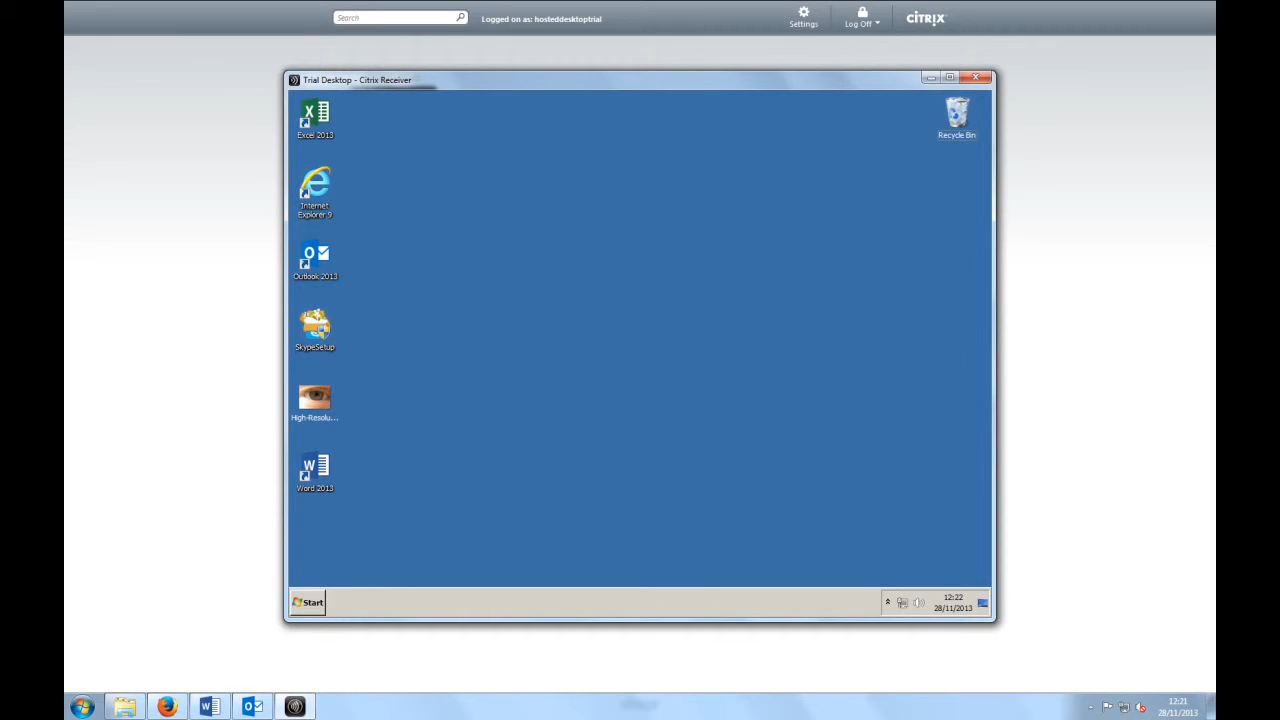 Search
Logged on as: hosteddesktoptrial
Settings
Log Off
CITRIX
Trial Desktop - Citrix Receiver
Excel 2013
Recycle Bin
Internet
Explorer 9
Outlook 2013
SkypeSetup
High-Resolu...
Word 2013
Start
12:22
28/11/2013
12:21
28/11/2013